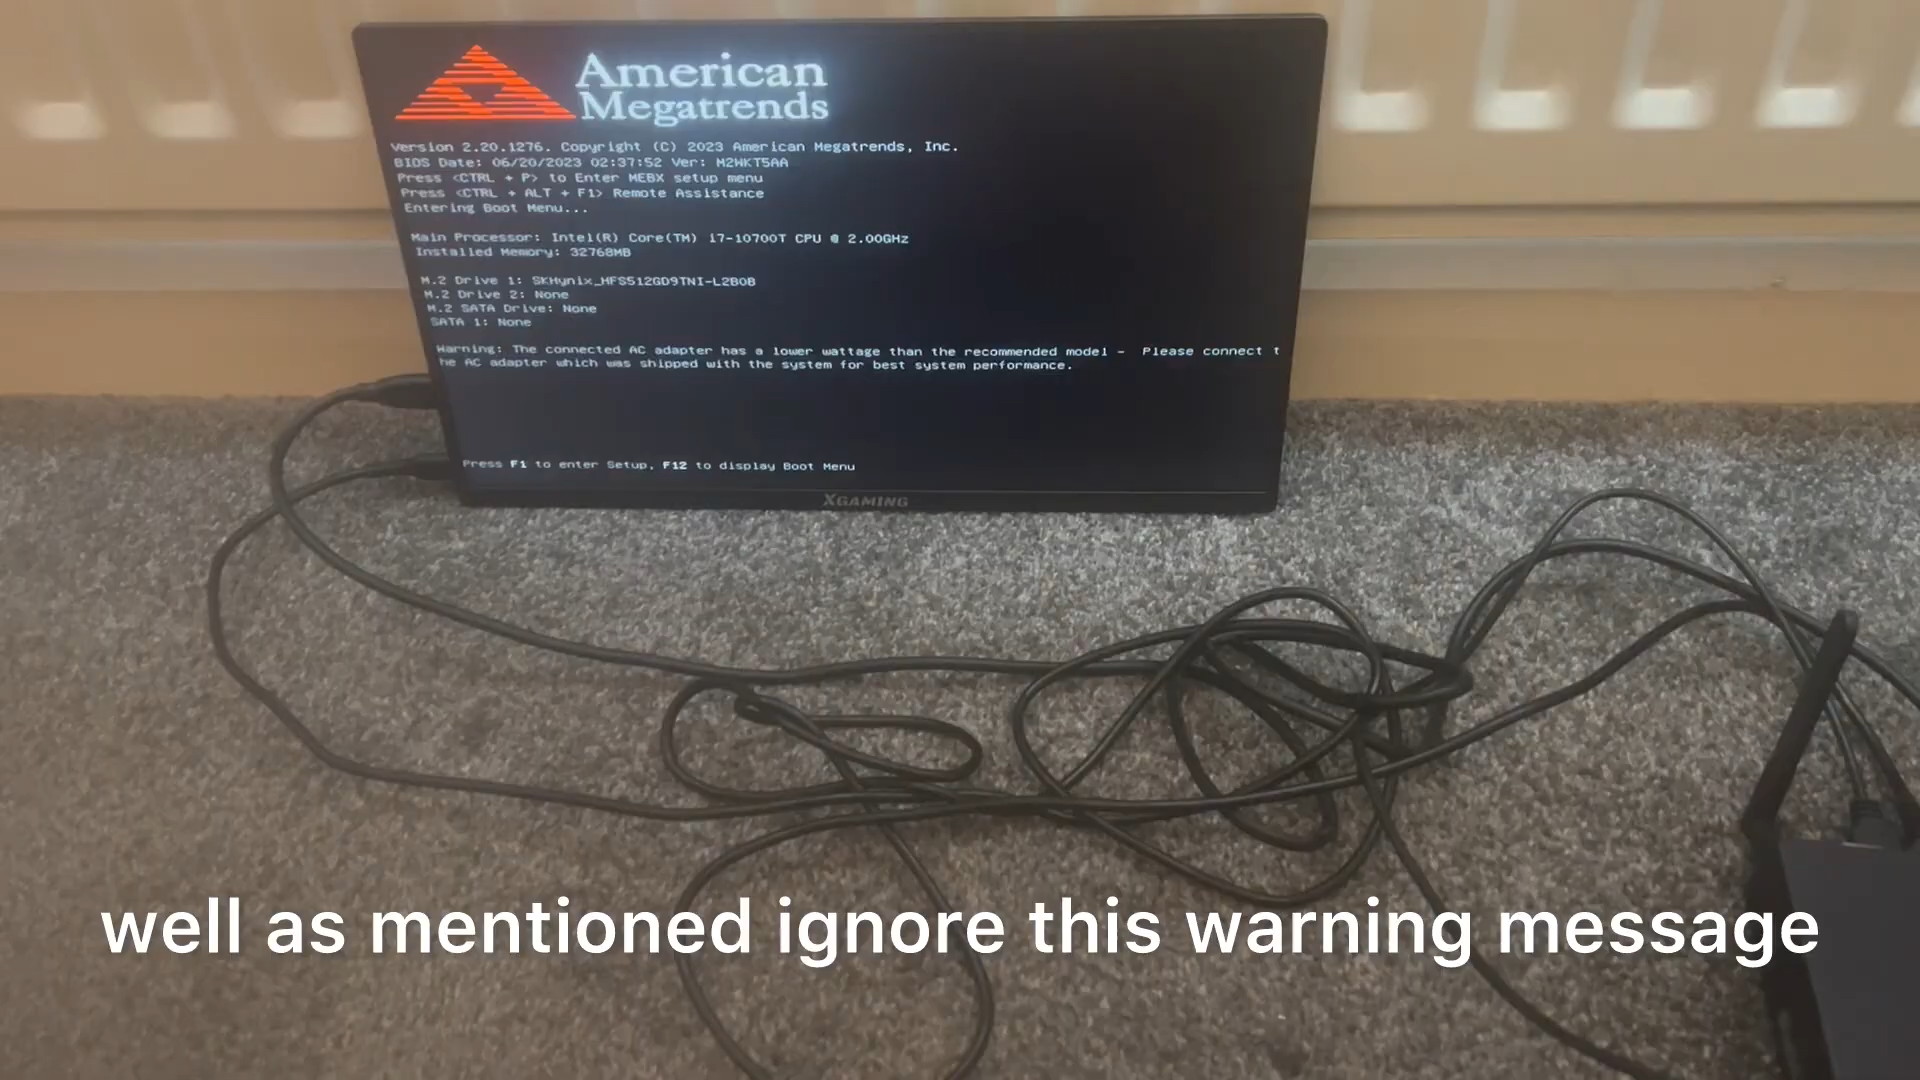 American
Megatrends
Version 2.20.1276. Copyright (C) 2023 American Megatrends, Inc.
BIOS Date: 06/20/2023 02:37:52 Ver: M2WKT5AA
Press <CTRL + P> to Enter MEBX setup menu
Press <CTRL + ALT + F1> Remote Assistance
Entering Boot Menu...
Main Processor: Intel(R) Core(TM) i7-10700T CPU @ 2.00GHz
Installed Memory: 32768MB
M.2 Drive 1: SKHynix_HFS512GD9TNI-L2B0B
M.2 Drive 2: None
M.2 SATA Drive: None
SATA 1: None
Warning: The connected AC adapter has a lower wattage than the recommended model - Please connect t
he AC adapter which was shipped with the system for best system performance.
Press F1 to enter Setup, F12 to display Boot Menu
XGAMING
well as mentioned ignore this warning message